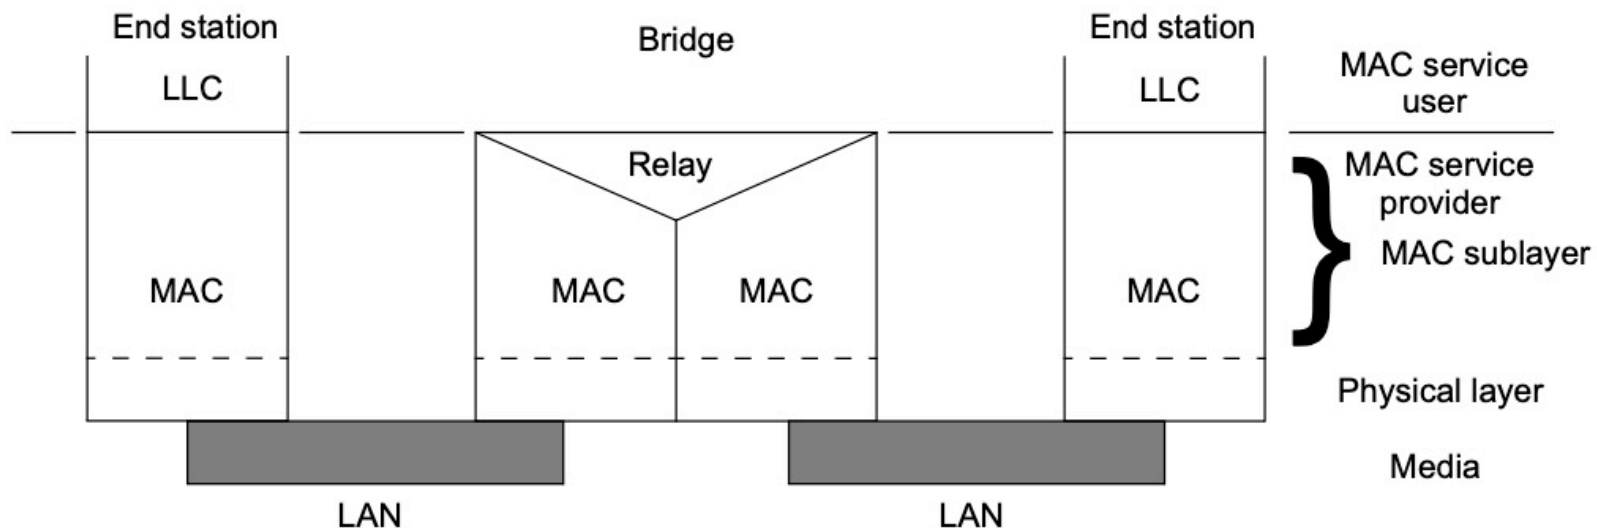 End station
Bridge
End station
LLC
LLC
MAC service
user
Relay
MAC service
provider
MAC sublayer
MAC
MAC
MAC
MAC
Physical layer
Media
LAN
LAN